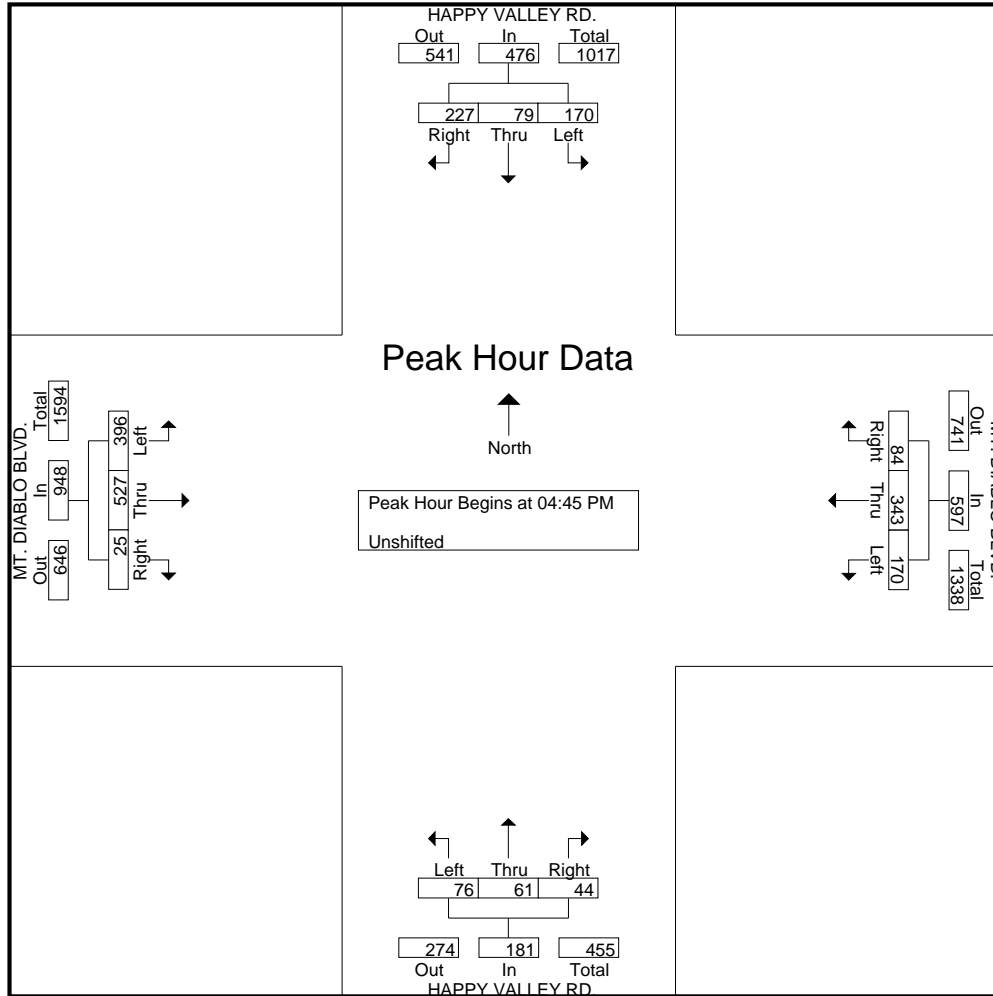 HAPPY VALLEY RD.
Out In Total
541 476 1017
227 79 170
Right Thru Left
Peak Hour Data
North
Peak Hour Begins at 04:45 PM
Unshifted
MT. DIABLO BLVD.
Out In Total
646 948 1594
Right Thru Left
25 527 396
Out In Total
741 597 1338
Right Thru Left
84 343 170
Left Thru Right
76 61 44
274 181 455
Out In Total
HAPPY VALLEY RD.